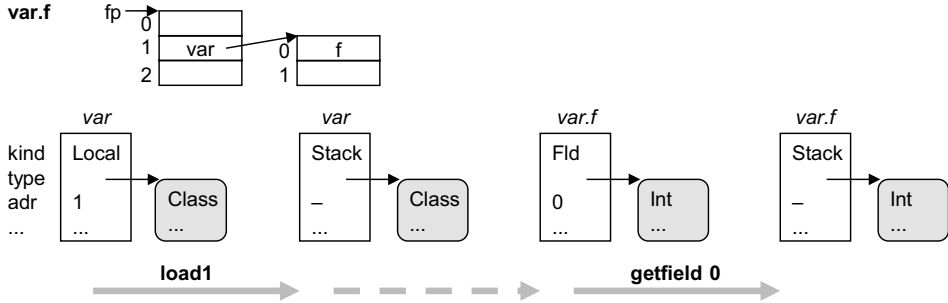 var.f fp
0
1 var 0 f
2 1
var var var.f var.f
kind Local Stack Fld Stack
type
adr 1 Class – Class 0 Int – Int
... ... ... ... ... ... ... ... ...
load1 getfield 0